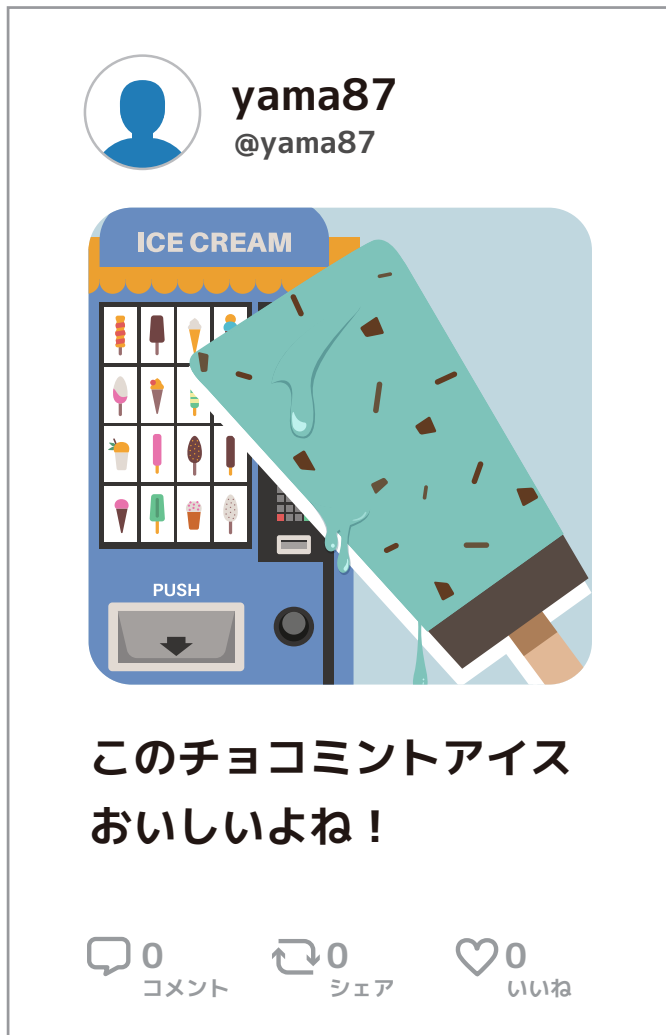 yama87
@yama87
ICE CREAM
PUSH
このチョコミントアイス
おいしいよね！
0
コメント
0
シェア
0
いいね